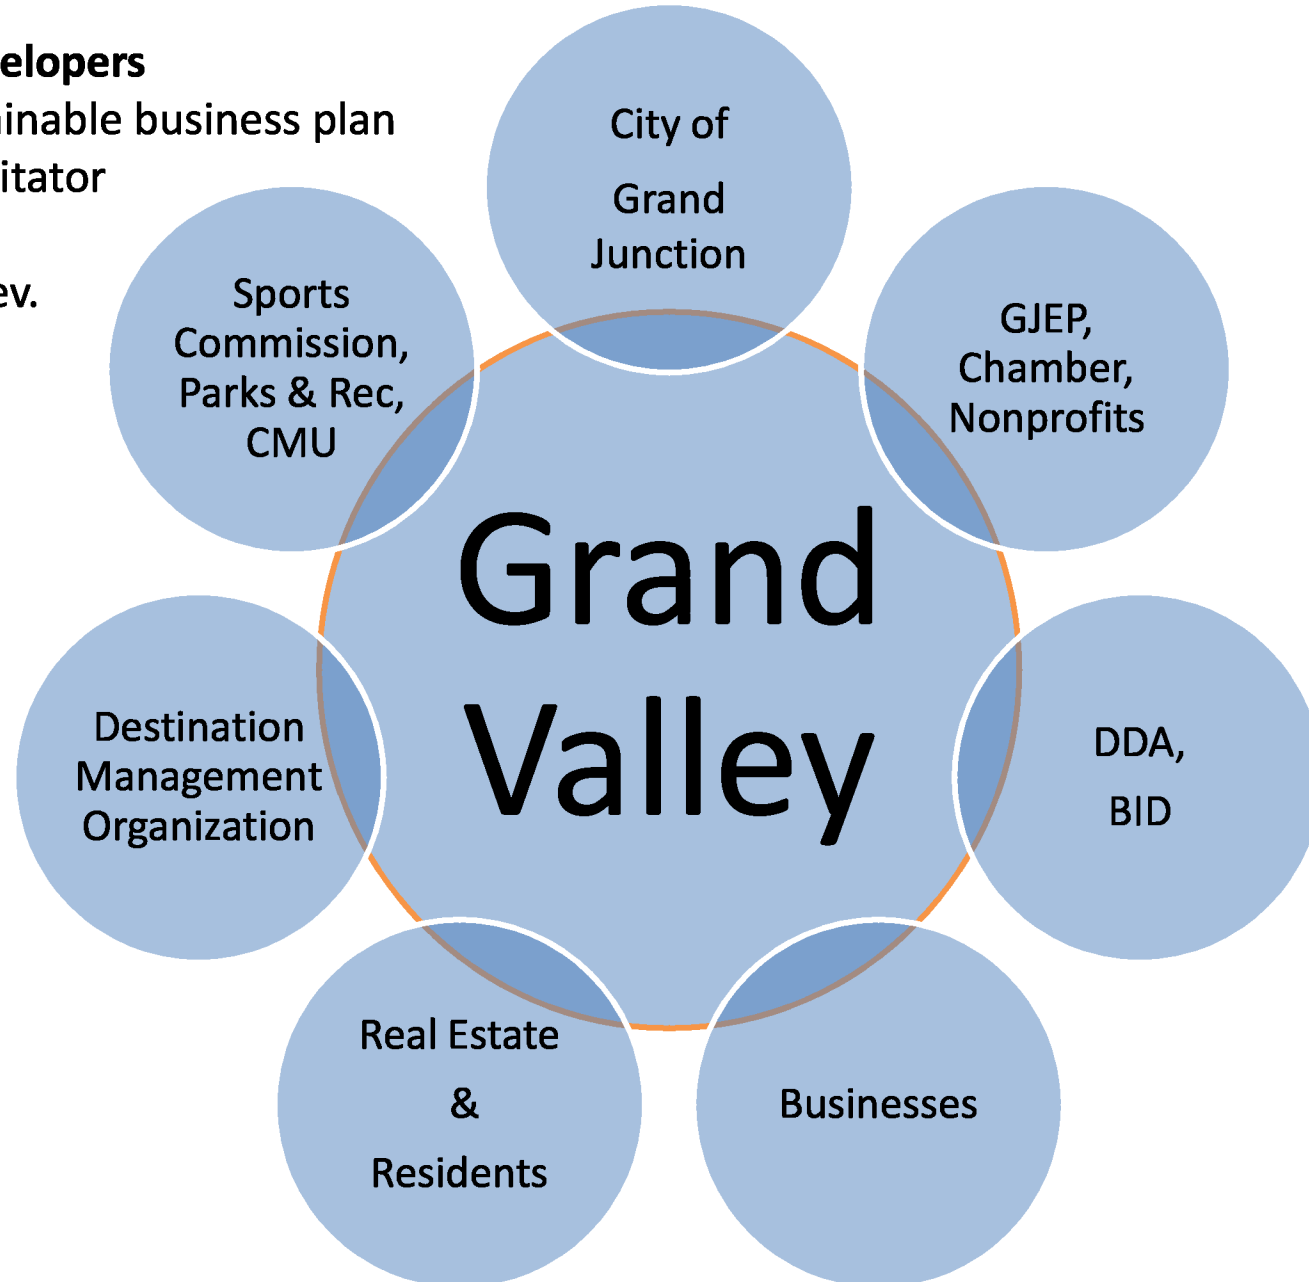 elopers
inable business plan
itator
ev.
City of
Grand
Junction
GJEP,
Chamber,
Nonprofits
DDA,
BID
Businesses
Real Estate
&
Residents
Destination
Management
Organization
Sports
Commission,
Parks & Rec,
CMU
Grand
Valley